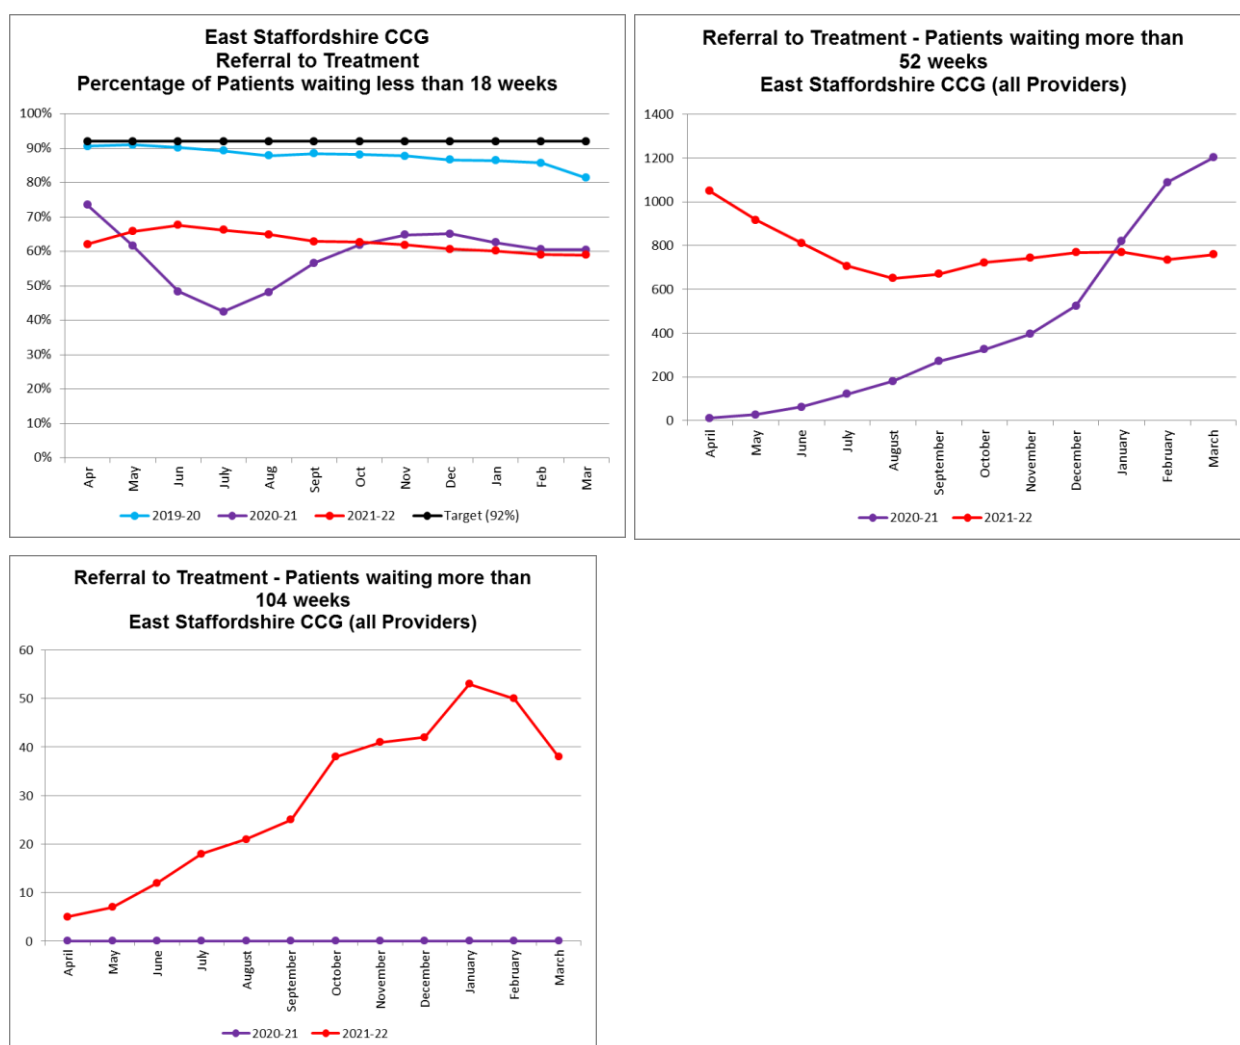 East Staffordshire CCG
Referral to Treatment
Percentage of Patients waiting less than 18 weeks
100%
90%
80%
70%
60%
50%
40%
30%
20%
10%
0%
Apr May Jun July Aug Sept Oct Nov Dec Jan Feb Mar
2019-20 2020-21 2021-22 Target (92%)
Referral to Treatment - Patients waiting more than
52 weeks
East Staffordshire CCG (all Providers)
1400
1200
1000
800
600
400
200
0
April May June July August September October November December January February March
2020-21 2021-22
Referral to Treatment - Patients waiting more than
104 weeks
East Staffordshire CCG (all Providers)
60
50
40
30
20
10
0
April May June July August September October November December January February March
2020-21 2021-22